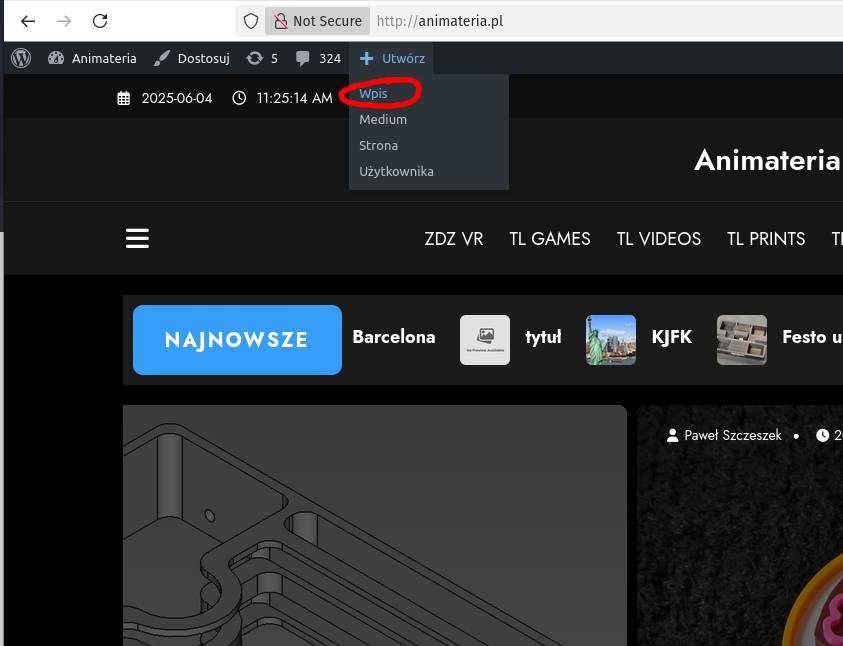 Not Secure http://animateria.pl
Animateria Dostosuj 5 324 Utwórz
2025-06-04 11:25:14 AM
Wpis
Medium
Strona
Użytkownika
Animateria
ZDZ VR TL GAMES TL VIDEOS TL PRINTS
NAJNOWSZE Barcelona tytuł KJFK Festo u
Paweł Szczeszek